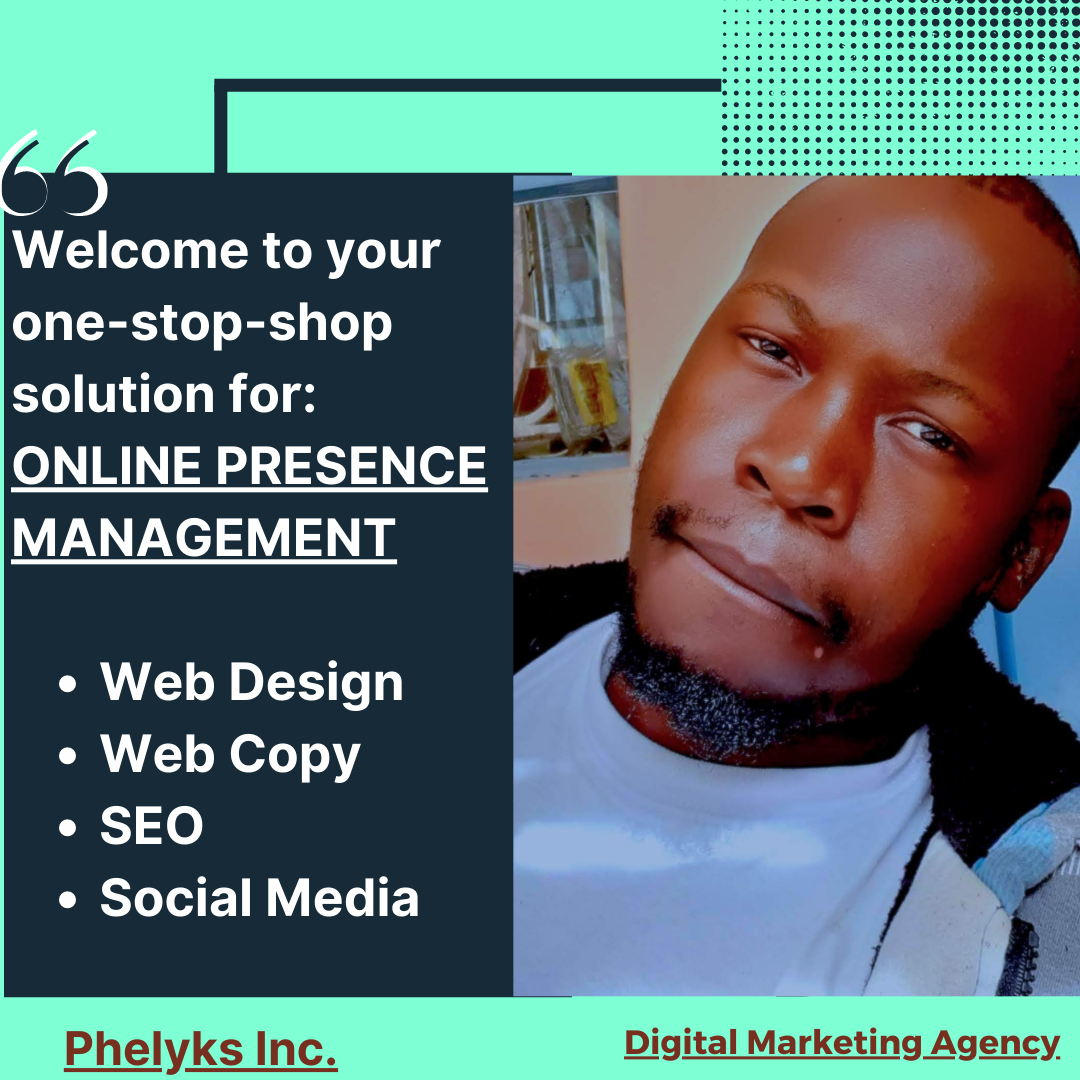 Welcome to your
one-stop-shop
solution for:
ONLINE PRESENCE
MANAGEMENT
• Web Design
• Web Copy
• SEO
• Social Media
Phelyks Inc.
Digital Marketing Agency